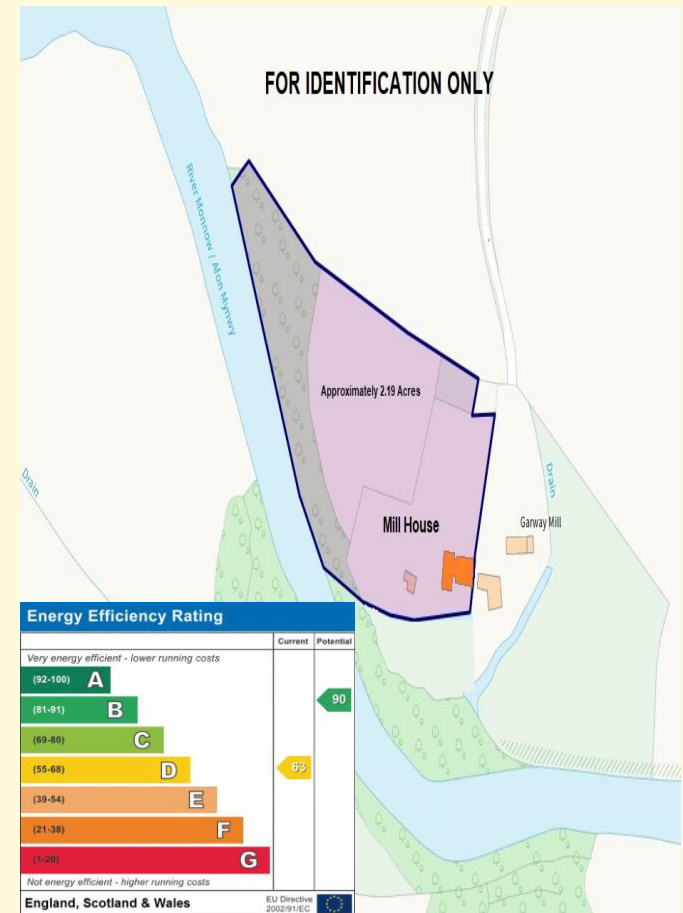 FOR IDENTIFICATION ONLY
River Monnow / Afon Mynwy
Approximately 2.19 Acres
Drain
Drain
Mill House
Garway Mill
Energy Efficiency Rating
Current Potential
Very energy efficient - lower running costs
(92-100) A
(81-91) B
90
(69-80) C
(55-68) D
63
(39-54) E
(21-38) F
(1-20) G
Not energy efficient - higher running costs
England, Scotland & Wales
EU Directive
2002/91/EC